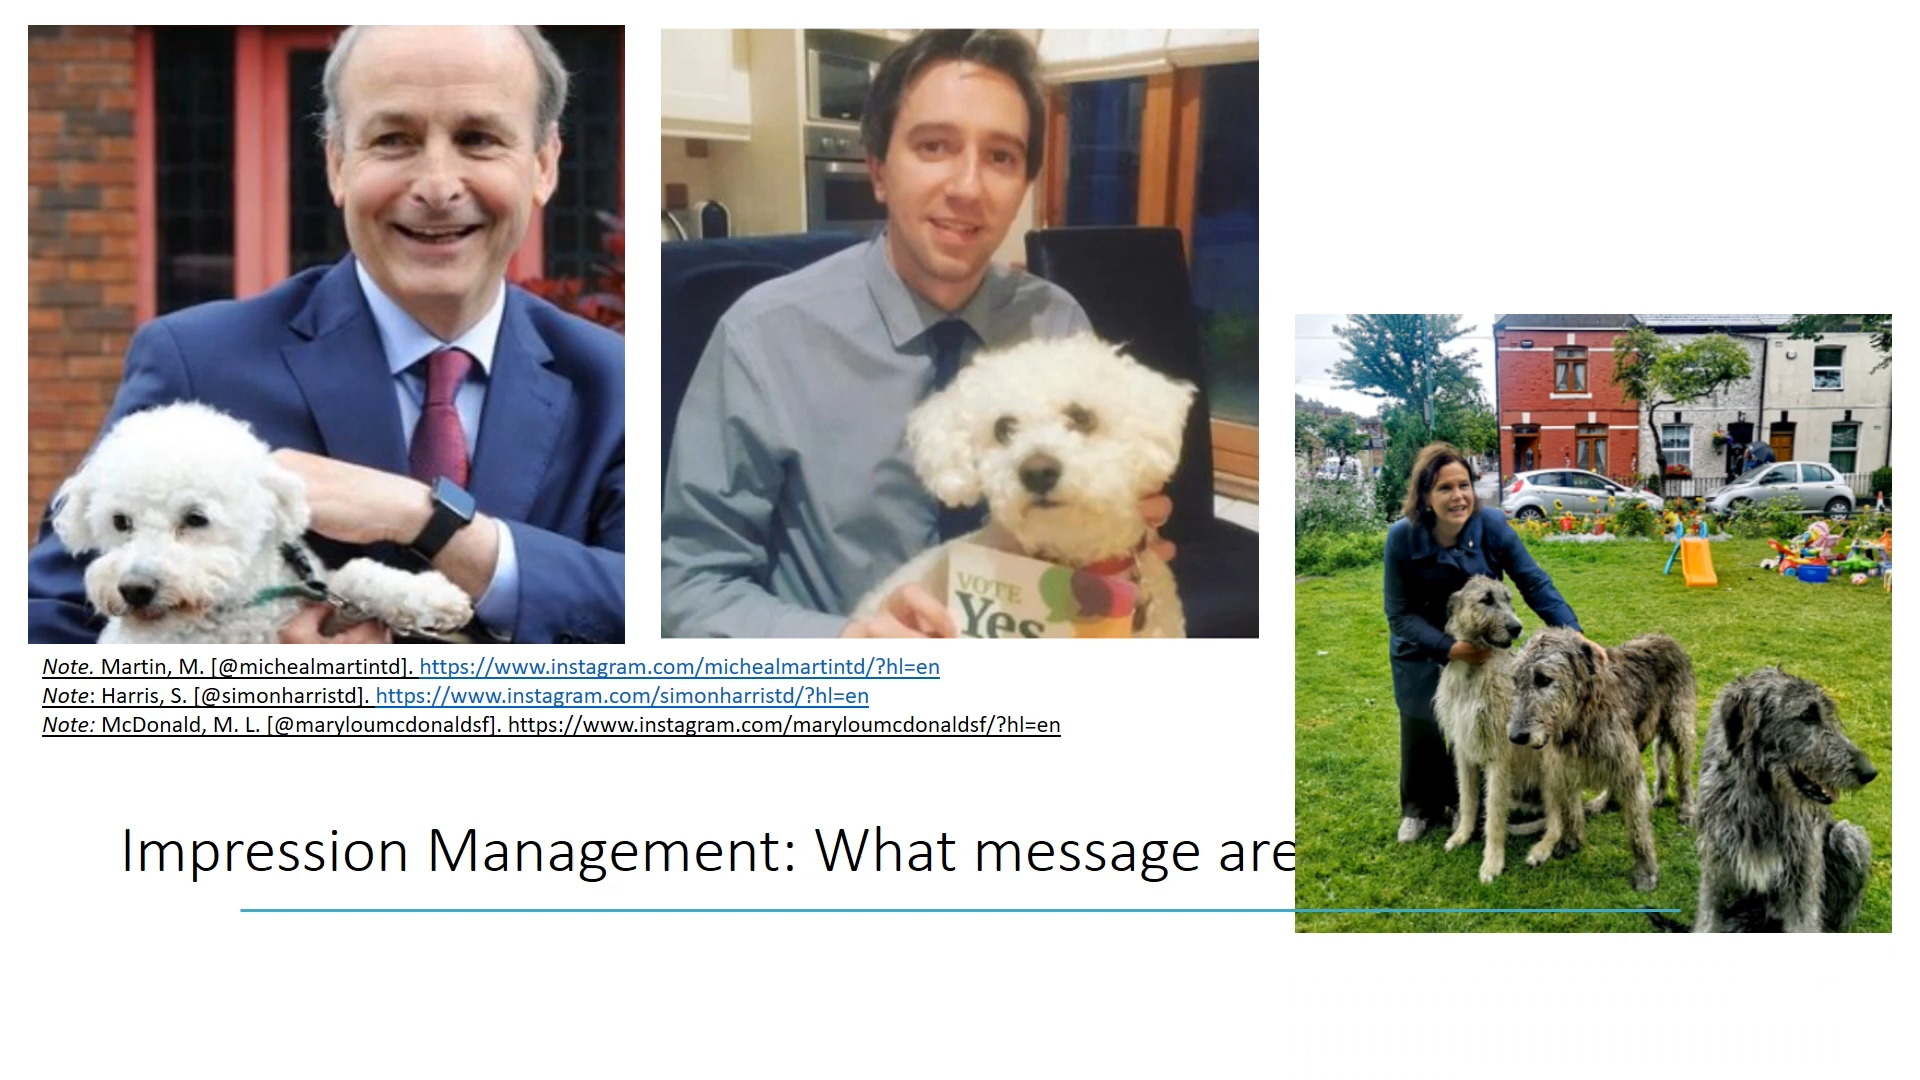 VOTE
Yes
Note. Martin, M. [@michealmartintd]. https://www.instagram.com/michealmartintd/?hl=en
Note: Harris, S. [@simonharristd]. https://www.instagram.com/simonharristd/?hl=en
Note: McDonald, M. L. [@maryloumcdonaldsf]. https://www.instagram.com/maryloumcdonaldsf/?hl=en
Impression Management: What message are